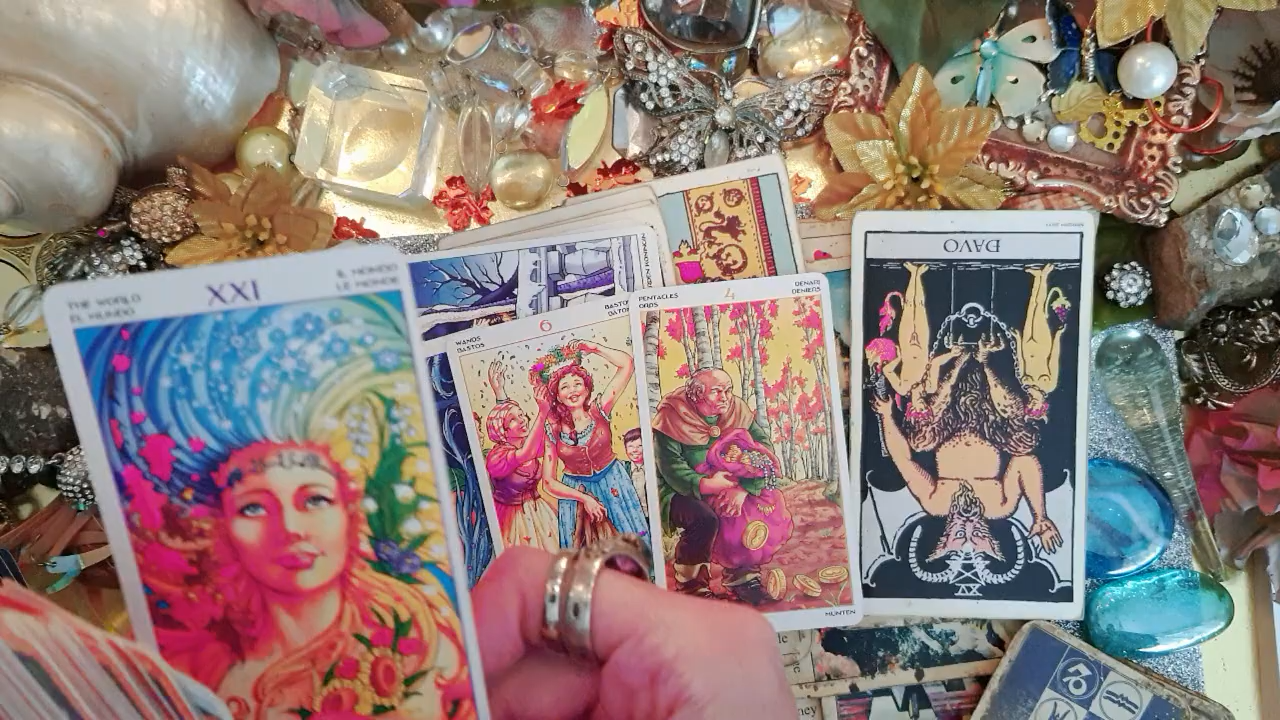 THE WORLD
EL MUNDO
XXI
IL MONDO
LE MONDE
WANDS
BASTOS
6
PENTACLES
OROS
4
DENARI
DENIERS
HUNTEN
DAVO
XV